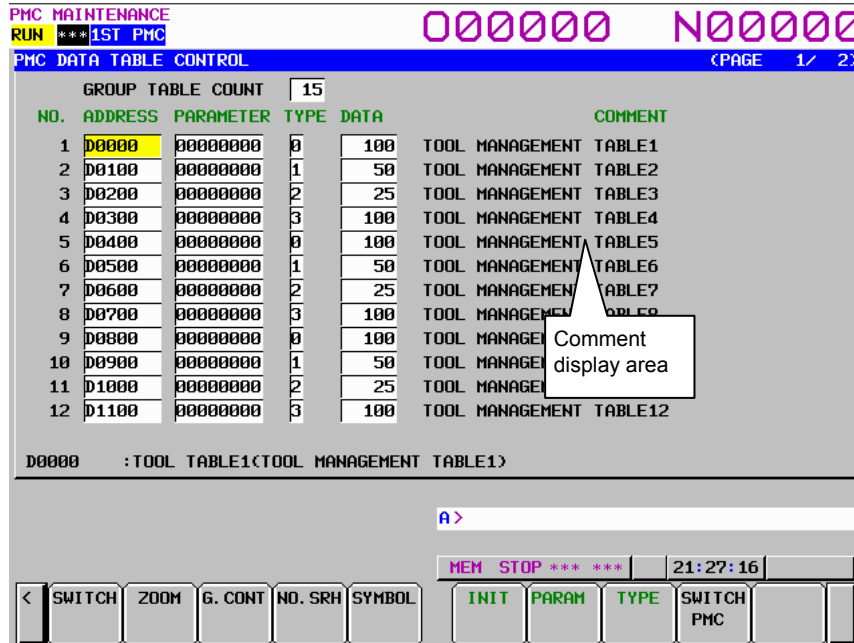 PMC MAINTENANCE O00000 N00000
RUN ***1ST PMC
PMC DATA TABLE CONTROL (PAGE 1/ 2)
GROUP TABLE COUNT 15
NO. ADDRESS PARAMETER TYPE DATA COMMENT
1 D0000 00000000 0 100 TOOL MANAGEMENT TABLE1
2 D0100 00000000 1 50 TOOL MANAGEMENT TABLE2
3 D0200 00000000 2 25 TOOL MANAGEMENT TABLE3
4 D0300 00000000 3 100 TOOL MANAGEMENT TABLE4
5 D0400 00000000 0 100 TOOL MANAGEMENT TABLE5
6 D0500 00000000 1 50 TOOL MANAGEMENT TABLE6
7 D0600 00000000 2 25 TOOL MANAGEMENT TABLE7
8 D0700 00000000 3 100 TOOL MANAGEMENT TABLE8
9 D0800 00000000 0 100 TOOL MANAGE
10 D0900 00000000 1 50 TOOL MANAGE
11 D1000 00000000 2 25 TOOL MANAGE
12 D1100 00000000 3 100 TOOL MANAGEMENT TABLE12
Comment
display area
D0000 :TOOL TABLE1(TOOL MANAGEMENT TABLE1)
A>
MEM STOP *** *** 21:27:16
< SWITCH ZOOM G.CONT NO.SRH SYMBOL INIT PARAM TYPE SWITCH
PMC